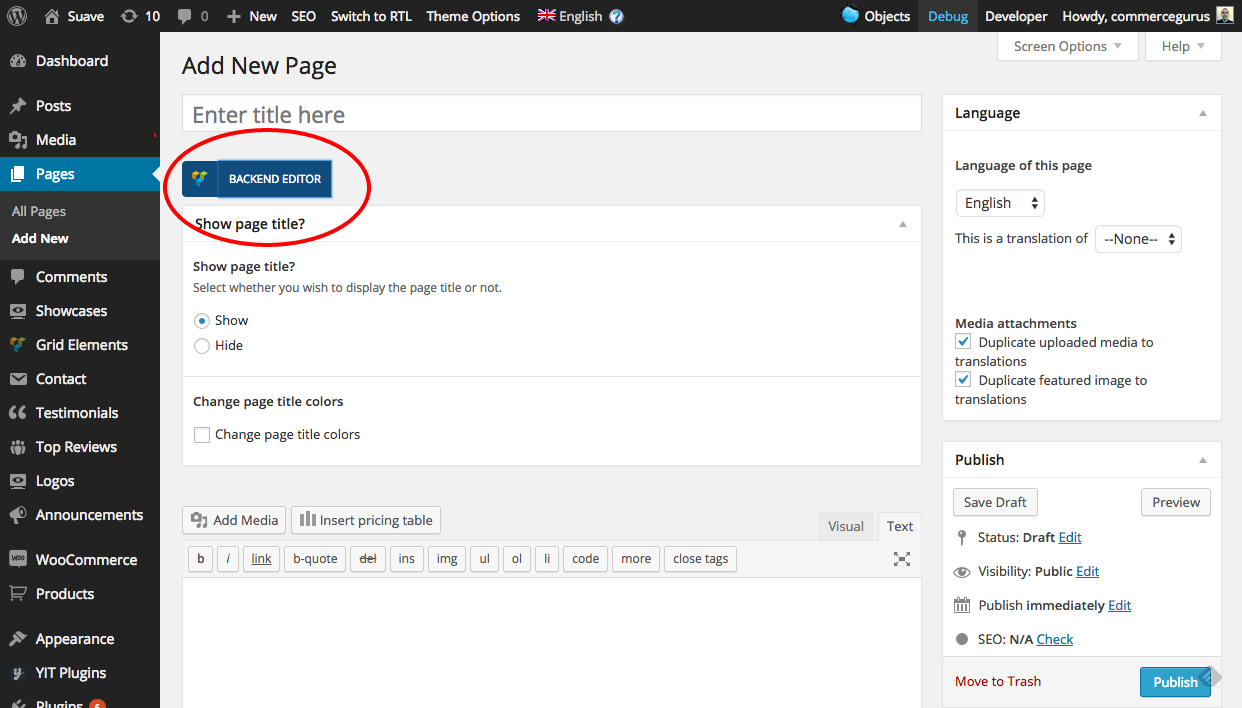 Suave 10 0 New SEO Switch to RTL Theme Options English ? Objects Debug Developer Howdy, commercegurus
Dashboard
Posts
Media
Pages
All Pages
Add New
Comments
Showcases
Grid Elements
Contact
Testimonials
Top Reviews
Logos
Announcements
WooCommerce
Products
Appearance
YIT Plugins
Plugins 6
Screen Options Help
Add New Page
Enter title here
BACKEND EDITOR
Show page title?
Show page title?
Select whether you wish to display the page title or not.
Show
Hide
Change page title colors
Change page title colors
Add Media Insert pricing table
Visual Text
b i link b-quote del ins img ul ol li code more close tags
Language
Language of this page
English
This is a translation of --None--
Media attachments
Duplicate uploaded media to
translations
Duplicate featured image to
translations
Publish
Save Draft Preview
Status: Draft Edit
Visibility: Public Edit
Publish immediately Edit
SEO: N/A Check
Move to Trash Publish